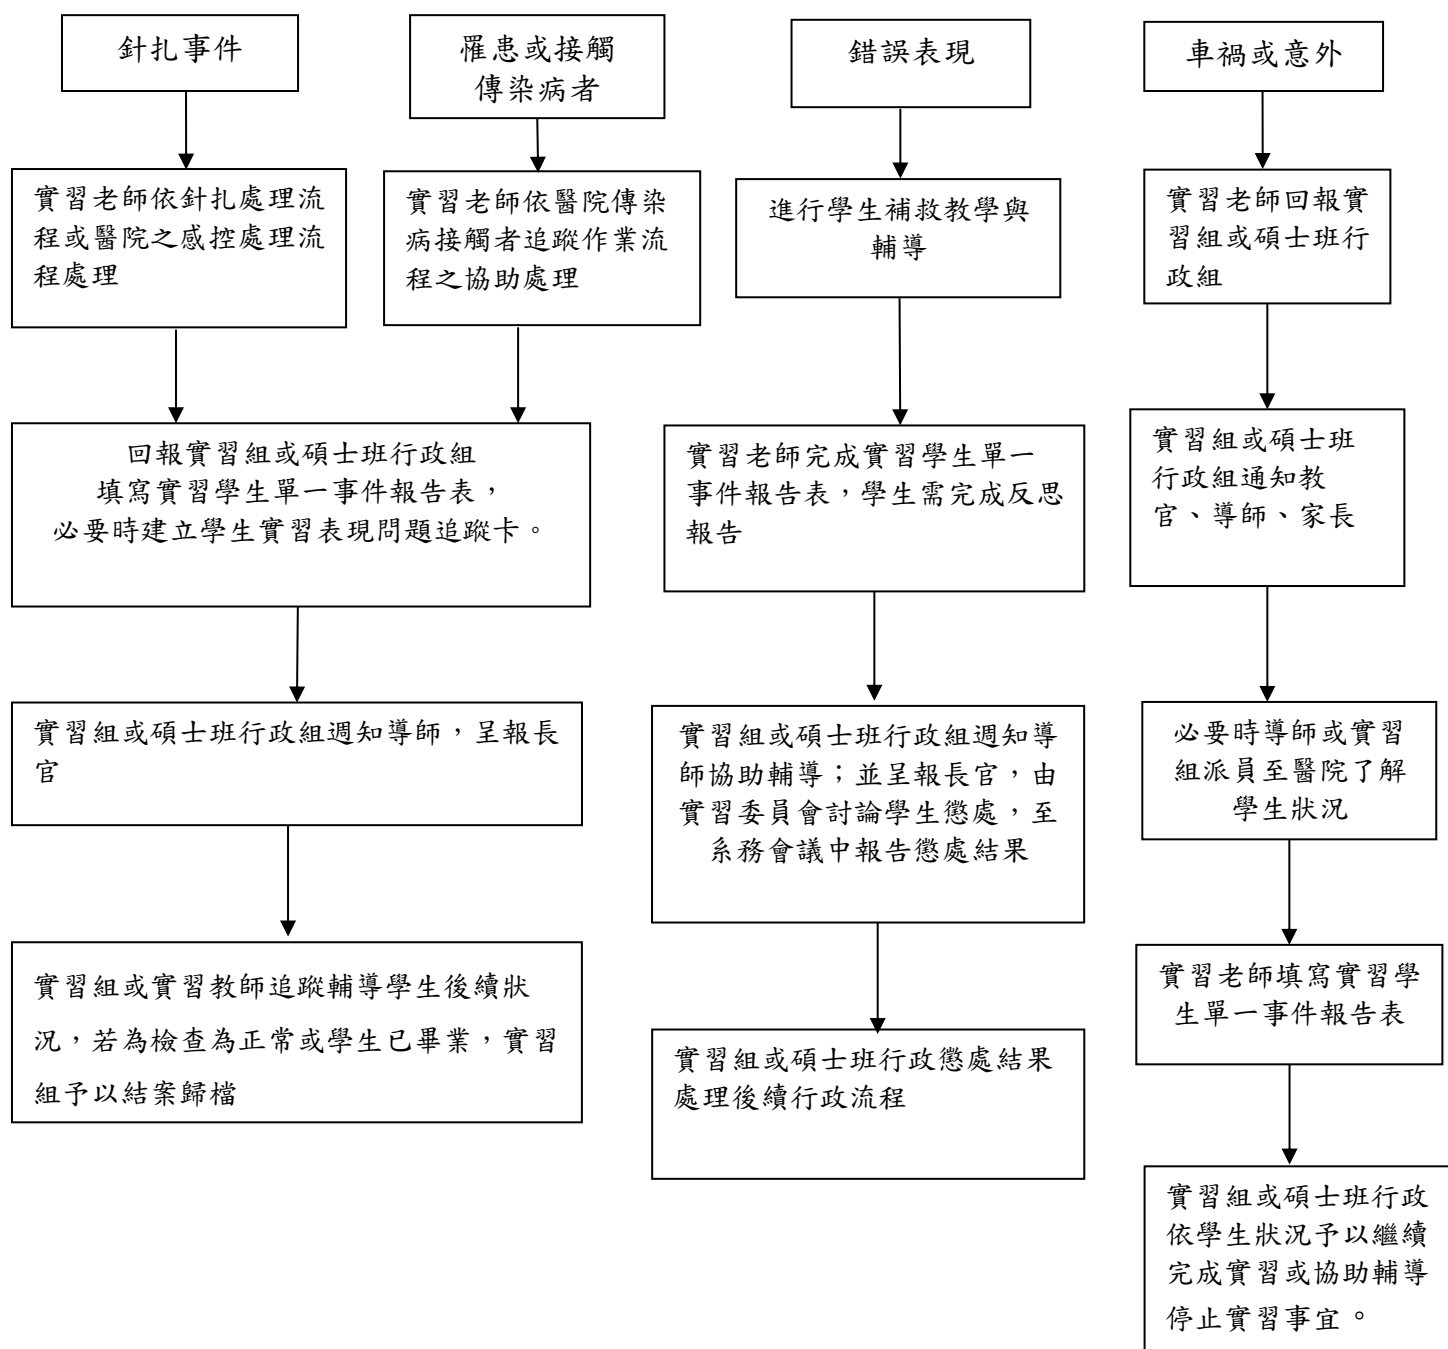 針扎事件
罹患或接觸
傳染病者
錯誤表現
車禍或意外
實習老師依針扎處理流
程或醫院之感控處理流
程處理
實習老師依醫院傳染
病接觸者追蹤作業流
程之協助處理
進行學生補救教學與
輔導
實習老師回報實
習組或碩士班行
政組
回報實習組或碩士班行政組
填寫實習學生單一事件報告表，
必要時建立學生實習表現問題追蹤卡。
實習老師完成實習學生單一
事件報告表，學生需完成反思
報告
實習組或碩士班
行政組通知教
官、導師、家長
實習組或碩士班行政組週知導師，呈報長
官
實習組或碩士班行政組週知導
師協助輔導；並呈報長官，由
實習委員會討論學生懲處，至
系務會議中報告懲處結果
必要時導師或實習
組派員至醫院了解
學生狀況
實習組或實習教師追蹤輔導學生後續狀
況，若為檢查為正常或學生已畢業，實習
組予以結案歸檔
實習組或碩士班行政懲處結果
處理後續行政流程
實習老師填寫實習學
生單一事件報告表
實習組或碩士班行政
依學生狀況予以繼續
完成實習或協助輔導
停止實習事宜。